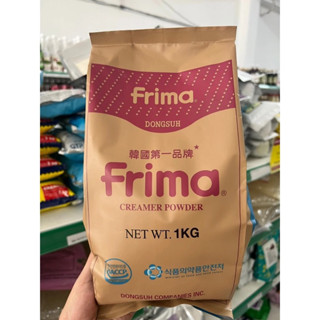 frima
DONGSUH
韓國第一品牌*
frima®
CREAMER POWDER
NET WT. 1KG
HACCP
식품의약품안전처
DONGSUH COMPANIES INC.